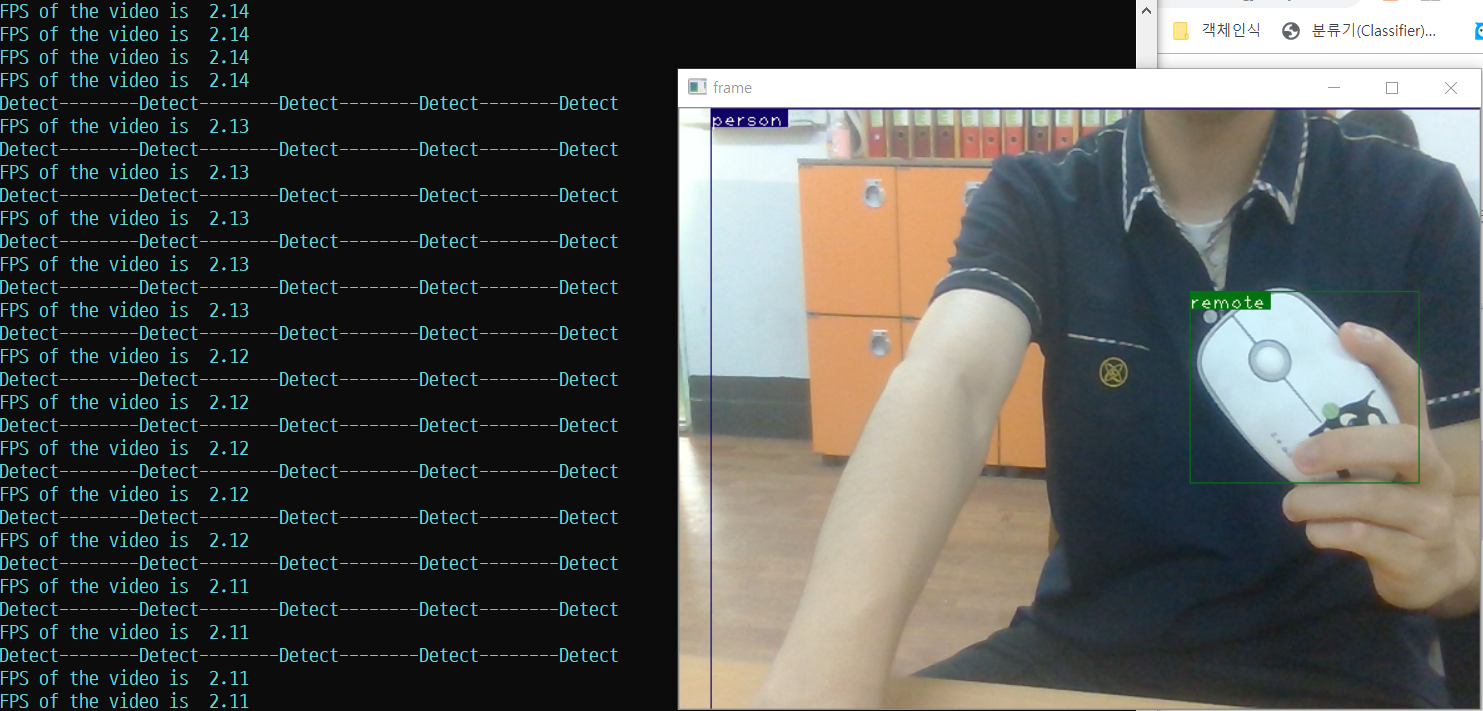 FPS of the video is  2.14
FPS of the video is  2.14
FPS of the video is  2.14
FPS of the video is  2.14
Detect--------Detect--------Detect--------Detect--------Detect
FPS of the video is  2.13
Detect--------Detect--------Detect--------Detect--------Detect
FPS of the video is  2.13
Detect--------Detect--------Detect--------Detect--------Detect
FPS of the video is  2.13
Detect--------Detect--------Detect--------Detect--------Detect
FPS of the video is  2.13
Detect--------Detect--------Detect--------Detect--------Detect
FPS of the video is  2.13
Detect--------Detect--------Detect--------Detect--------Detect
FPS of the video is  2.12
Detect--------Detect--------Detect--------Detect--------Detect
FPS of the video is  2.12
Detect--------Detect--------Detect--------Detect--------Detect
FPS of the video is  2.12
Detect--------Detect--------Detect--------Detect--------Detect
FPS of the video is  2.12
Detect--------Detect--------Detect--------Detect--------Detect
FPS of the video is  2.12
Detect--------Detect--------Detect--------Detect--------Detect
FPS of the video is  2.11
Detect--------Detect--------Detect--------Detect--------Detect
FPS of the video is  2.11
Detect--------Detect--------Detect--------Detect--------Detect
FPS of the video is  2.11
FPS of the video is  2.11
객체인식
분류기(Classifier)...
frame
person
remote